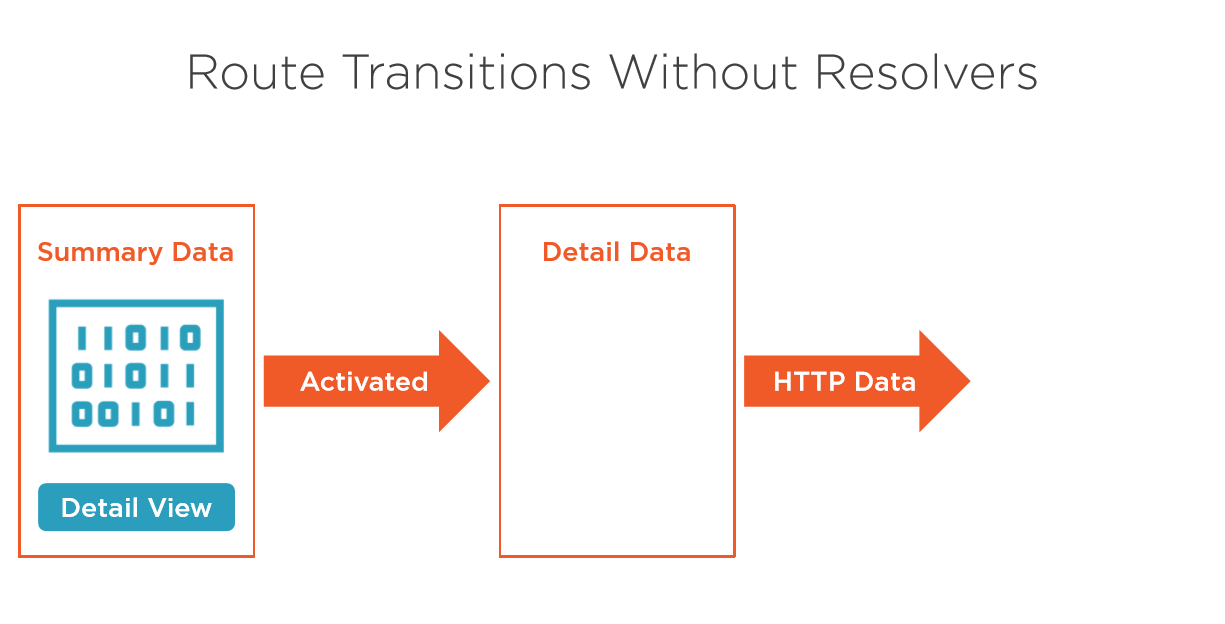 Route Transitions Without Resolvers
Summary Data
11010
01011
00101
Detail View
Activated
Detail Data
HTTP Data